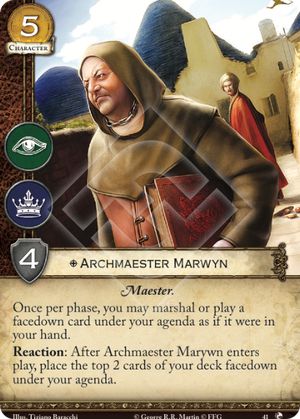 5
CHARACTER
4
ARCHMAESTER MARWYN
Maester.
Once per phase, you may marshal or play a
facedown card under your agenda as if it were in
your hand.
Reaction: After Archmaester Marywn enters
play, place the top 2 cards of your deck facedown
under your agenda.
Illus. Tiziano Baracchi © George R.R. Martin © FFG 41